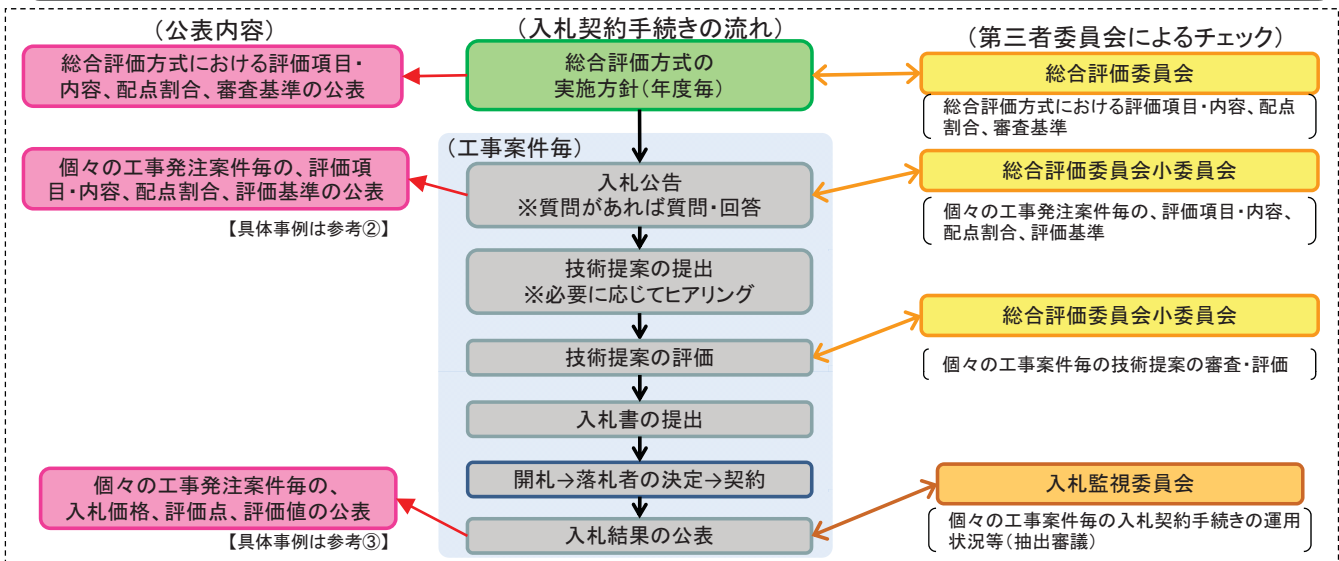 (公表内容)
総合評価方式における評価項目・
内容、配点割合、審査基準の公表
個々の工事発注案件毎の、評価項
目・内容、配点割合、評価基準の公表
【具体事例は参考②】
個々の工事発注案件毎の、
入札価格、評価点、評価値の公表
【具体事例は参考③】
(入札契約手続きの流れ)
総合評価方式の
実施方針(年度毎)
(工事案件毎)
入札公告
※質問があれば質問・回答
技術提案の提出
※必要に応じてヒアリング
技術提案の評価
入札書の提出
開札→落札者の決定→契約
入札結果の公表
(第三者委員会によるチェック)
総合評価委員会
総合評価方式における評価項目・内容、配点
割合、審査基準
総合評価委員会小委員会
個々の工事発注案件毎の、評価項目・内容、
配点割合、評価基準
総合評価委員会小委員会
個々の工事案件毎の技術提案の審査・評価
入札監視委員会
個々の工事案件毎の入札契約手続きの運用
状況等(抽出審議)